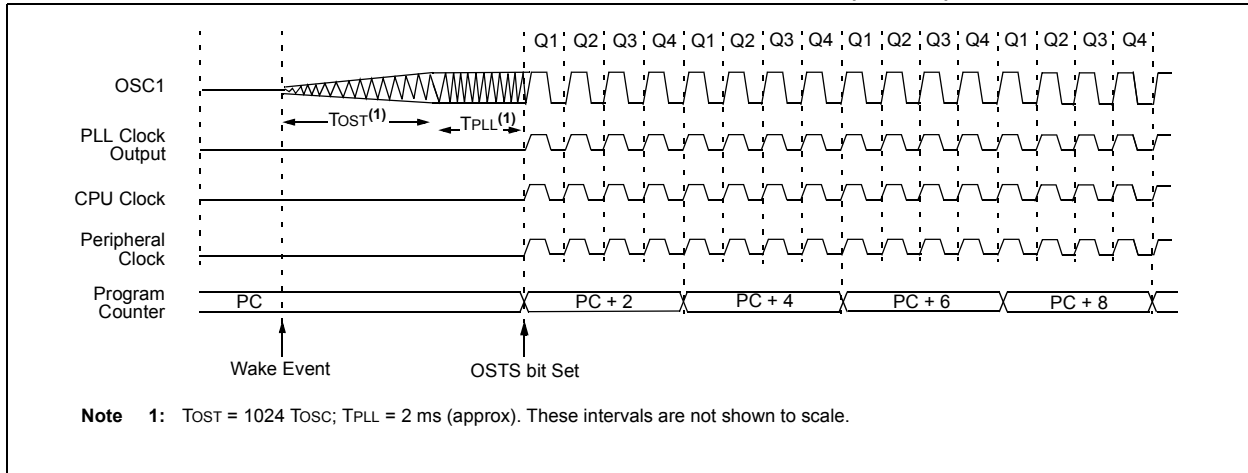 Q1 Q2 Q3 Q4 Q1 Q2 Q3 Q4 Q1 Q2 Q3 Q4 Q1 Q2 Q3 Q4
OSC1
TOST(1) TPLL(1)
PLL Clock
Output
CPU Clock
Peripheral
Clock
Program
Counter
PC PC + 2 PC + 4 PC + 6 PC + 8
Wake Event OSTS bit Set
Note 1: TOST = 1024 TOSC; TPLL = 2 ms (approx). These intervals are not shown to scale.